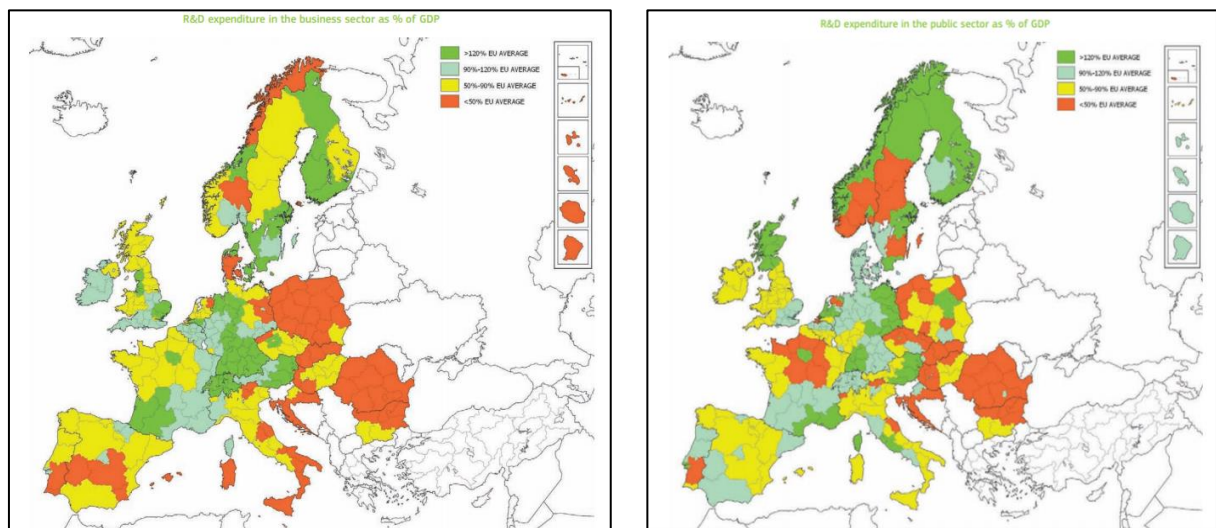 R&D expenditure in the business sector as % of GDP
>120% EU AVERAGE
90%-120% EU AVERAGE
50%-90% EU AVERAGE
<50% EU AVERAGE
R&D expenditure in the public sector as % of GDP
>120% EU AVERAGE
90%-120% EU AVERAGE
50%-90% EU AVERAGE
<50% EU AVERAGE